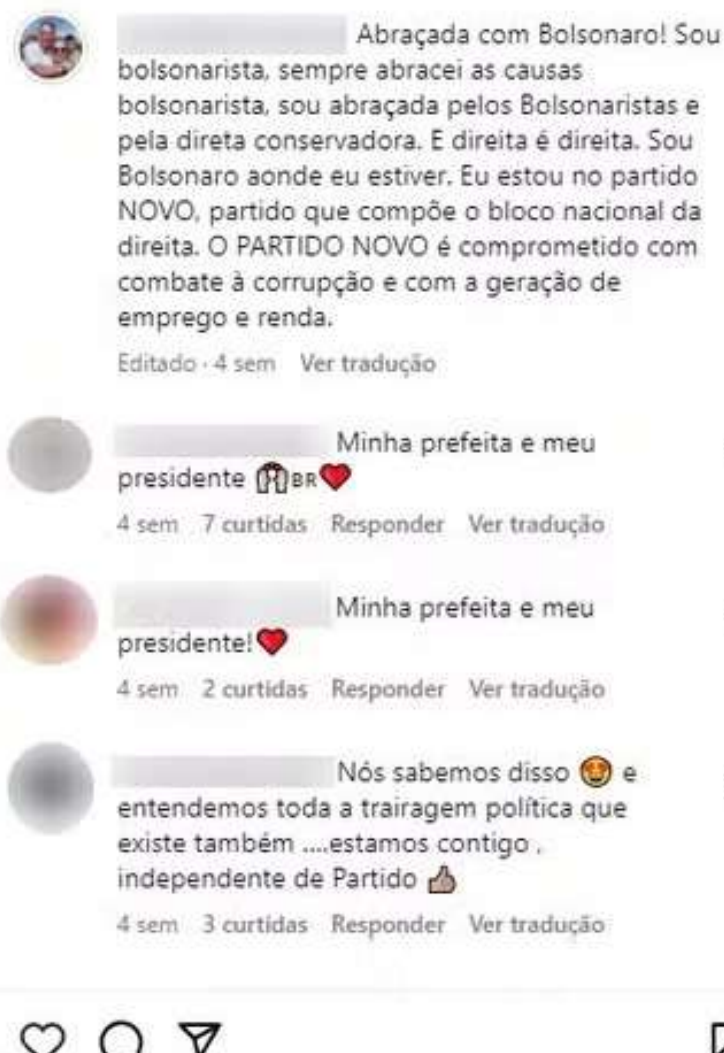 Abraçada com Bolsonaro! Sou
bolsonarista, sempre abracei as causas
bolsonarista, sou abraçada pelos Bolsonaristas e
pela direta conservadora. E direita é direita. Sou
Bolsonaro aonde eu estiver. Eu estou no partido
NOVO, partido que compõe o bloco nacional da
direita. O PARTIDO NOVO é comprometido com
combate à corrupção e com a geração de
emprego e renda.
Editado · 4 sem Ver tradução
Minha prefeita e meu
presidente 🙌🏻BR❤️
4 sem 7 curtidas Responder Ver tradução
Minha prefeita e meu
presidente!❤️
4 sem 2 curtidas Responder Ver tradução
Nós sabemos disso 🤩 e
entendemos toda a trairagem política que
existe também ....estamos contigo ,
independente de Partido 👍🏽
4 sem 3 curtidas Responder Ver tradução